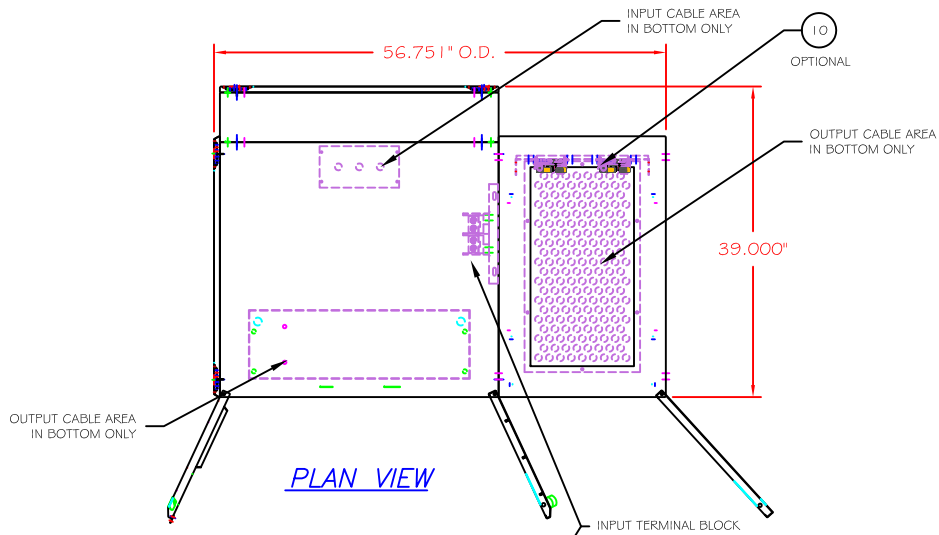 INPUT CABLE AREA
IN BOTTOM ONLY
10
OPTIONAL
56.751" O.D.
OUTPUT CABLE AREA
IN BOTTOM ONLY
39.000"
OUTPUT CABLE AREA
IN BOTTOM ONLY
PLAN VIEW
INPUT TERMINAL BLOCK